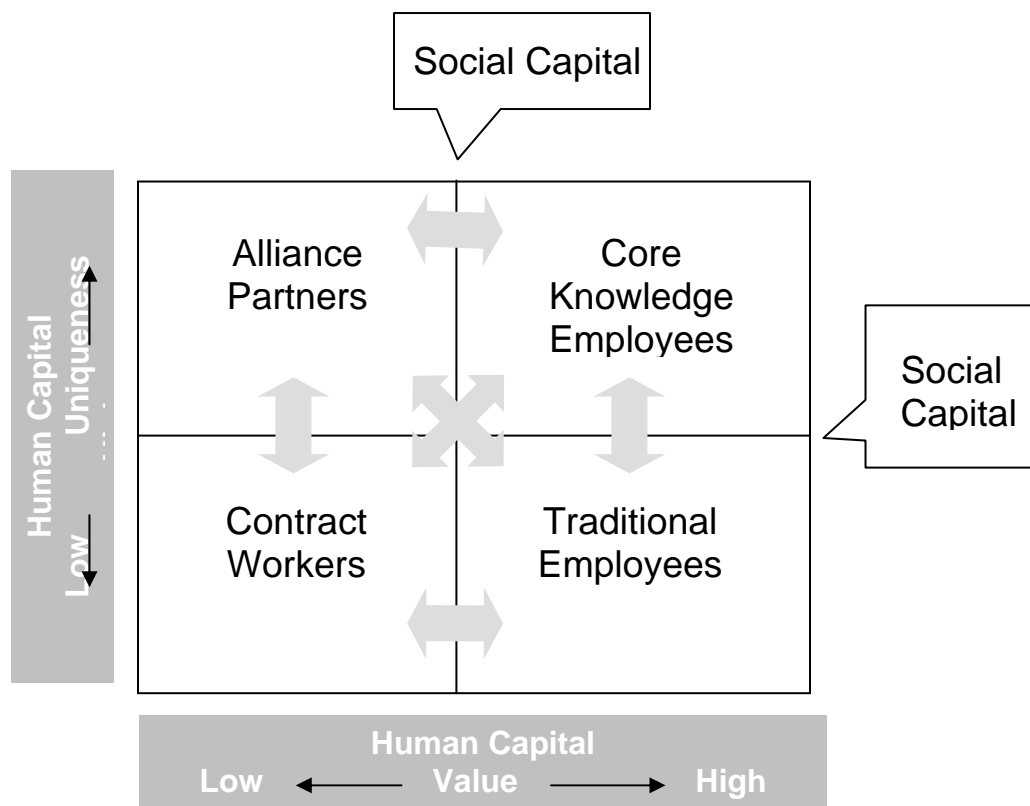 Social Capital
Alliance
Partners
Core
Knowledge
Employees
Social
Capital
Contract
Workers
Traditional
Employees
Human Capital
Uniqueness
Low
Human Capital
Low Value High